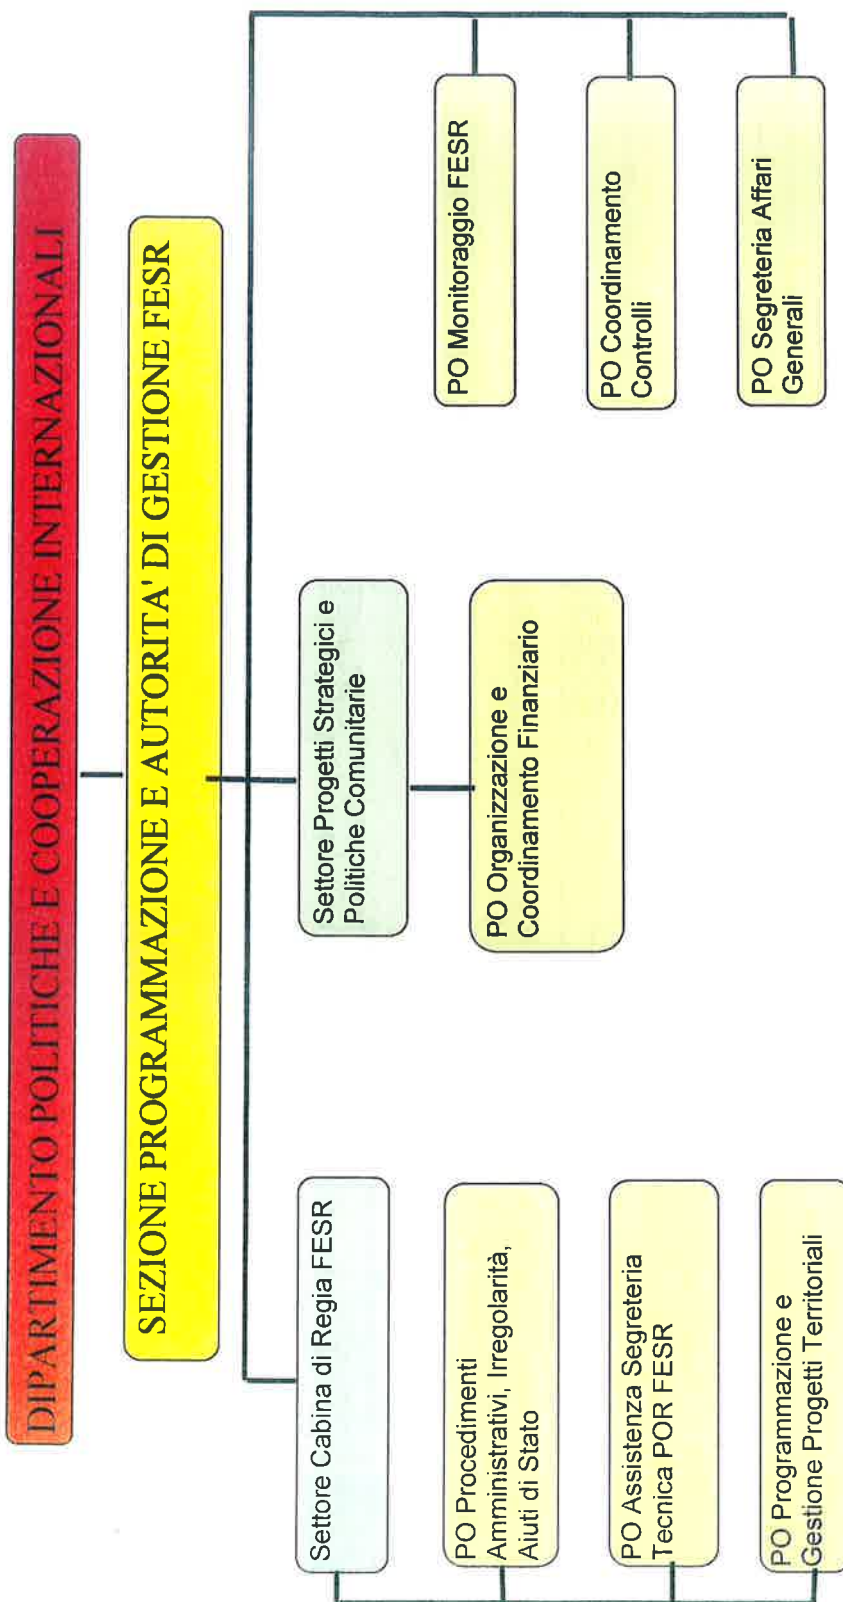 DIPARTIMENTO POLITICHE E COOPERAZIONE INTERNAZIONALI
SEZIONE PROGRAMMAZIONE E AUTORITA' DI GESTIONE FESR
Settore Cabina di Regia FESR
PO Procedimenti
Amministrativi, Irregolarità,
Aiuti di Stato
PO Assistenza Segreteria
Tecnica POR FESR
PO Programmazione e
Gestione Progetti Territoriali
Settore Progetti Strategici e
Politiche Comunitarie
PO Organizzazione e
Coordinamento Finanziario
PO Monitoraggio FESR
PO Coordinamento
Controlli
PO Segreteria Affari
Generali